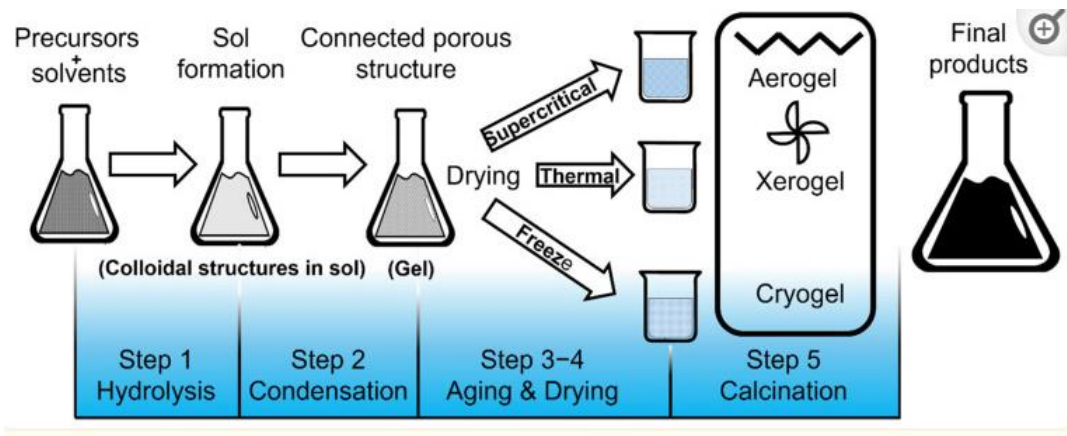 Precursors
+
solvents
Sol
formation
Connected porous
structure
Supercritical
Drying
Thermal
Freeze
Aerogel
Xerogel
Cryogel
Final
products
(Colloidal structures in sol)
(Gel)
Step 1
Hydrolysis
Step 2
Condensation
Step 3–4
Aging & Drying
Step 5
Calcination